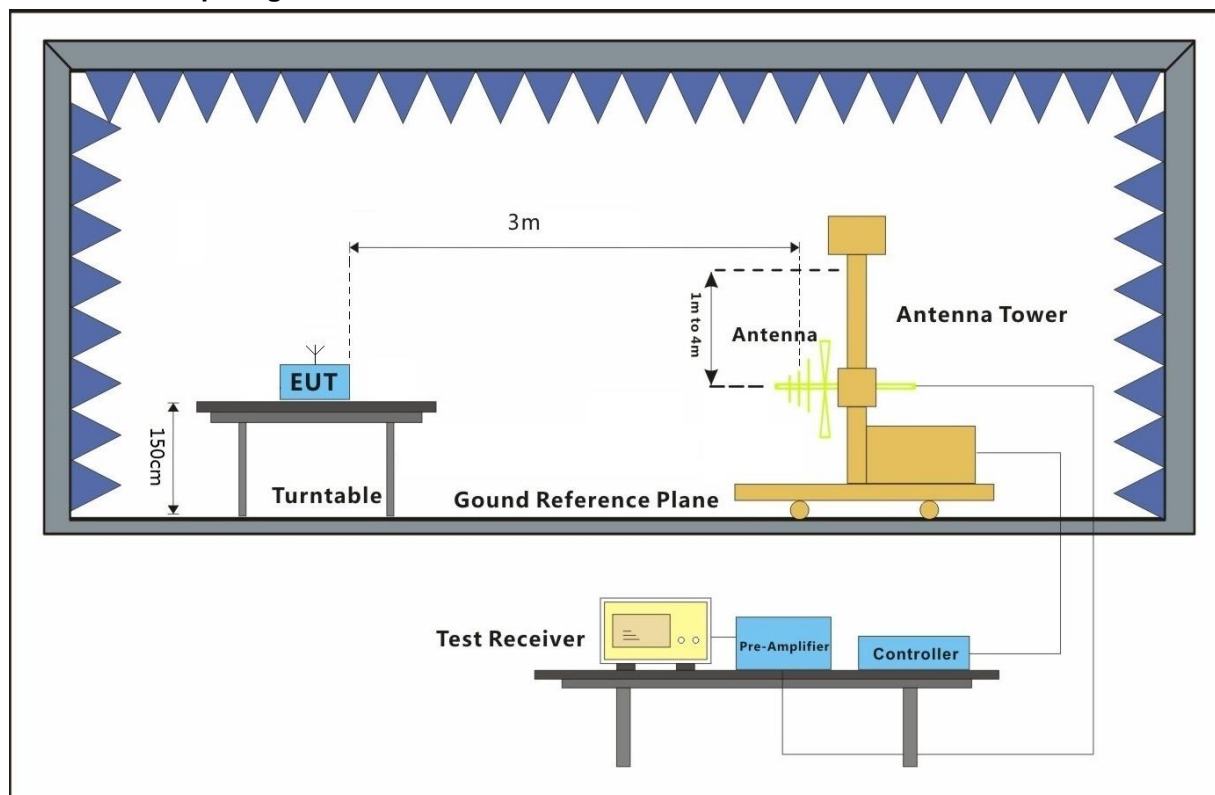 3m
1m to 4m
Antenna
Antenna Tower
EUT
150cm
Turntable
Gound Reference Plane
Test Receiver
Pre-Amplifier
Controller